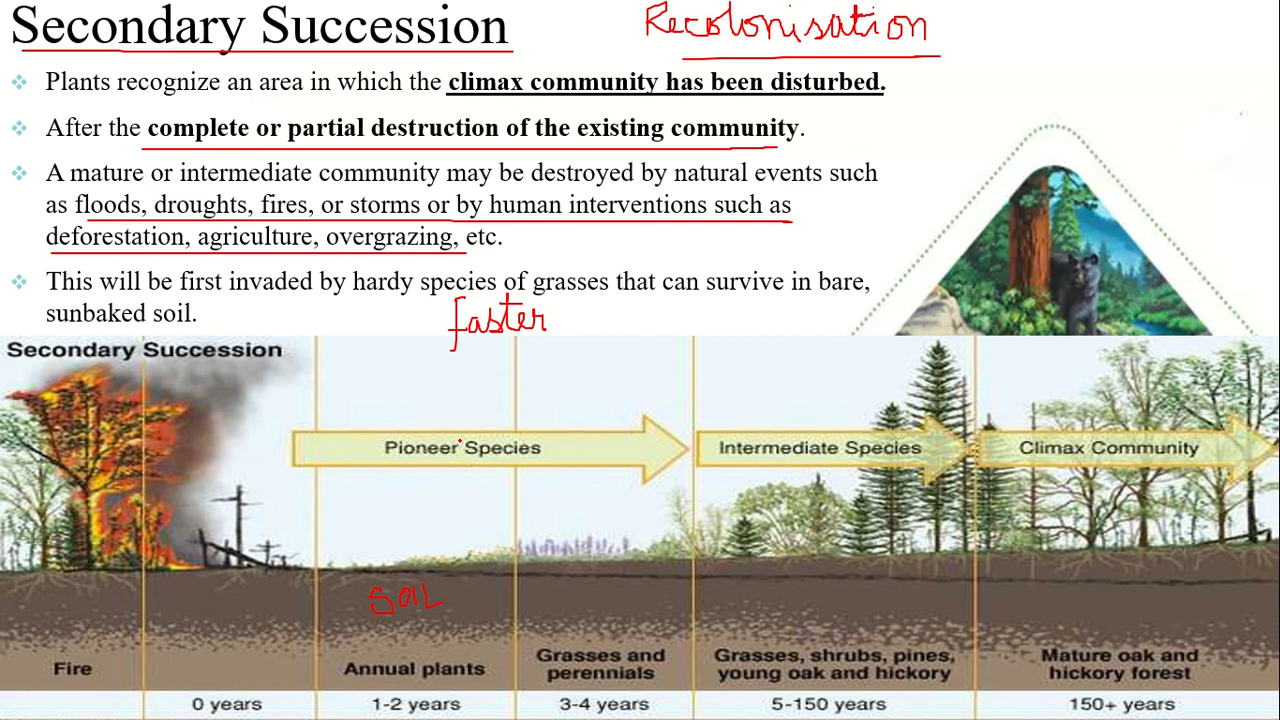 Secondary Succession
Recolonisation
Plants recognize an area in which the climax community has been disturbed.
After the complete or partial destruction of the existing community.
A mature or intermediate community may be destroyed by natural events such
as floods, droughts, fires, or storms or by human interventions such as
deforestation, agriculture, overgrazing, etc.
This will be first invaded by hardy species of grasses that can survive in bare,
sunbaked soil.
faster
Secondary Succession
Pioneer Species
Intermediate Species
Climax Community
SOIL
Fire
Annual plants
Grasses and
perennials
Grasses, shrubs, pines,
young oak and hickory
Mature oak and
hickory forest
0 years
1-2 years
3-4 years
5-150 years
150+ years